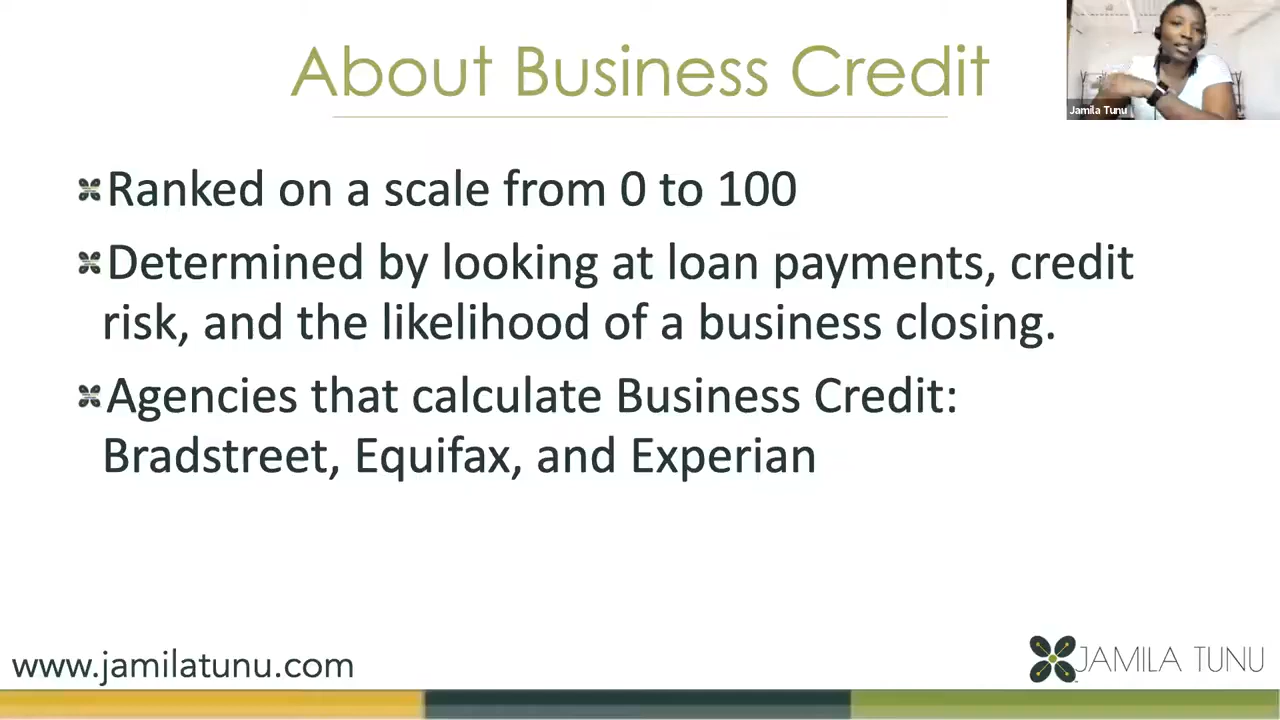 About Business Credit
Jamila Tunu
Ranked on a scale from 0 to 100
Determined by looking at loan payments, credit
risk, and the likelihood of a business closing.
Agencies that calculate Business Credit:
Bradstreet, Equifax, and Experian
www.jamilatunu.com
JAMILA TUNU